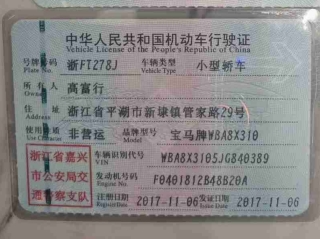 中华人民共和国机动车行驶证
Vehicle License of the People's Republic of China
号牌号码 浙FTZ78J 车辆类型 小型轿车
Plate No. Vehicle Type
所有人 高富行
Owner
住址 浙江省平湖市新埭镇管家路29号
Address
使用性质 非营运 品牌型号 宝马牌WBA8X310
浙江省嘉兴 车辆识别代号 WBA8X3105JG840389
VIN
市公安局交 发动机号码 F0401812B48B20A
Engine No.
通警察支队 注册日期 2017-11-06 发证日期 2017-11-06
Register Date Issue Date